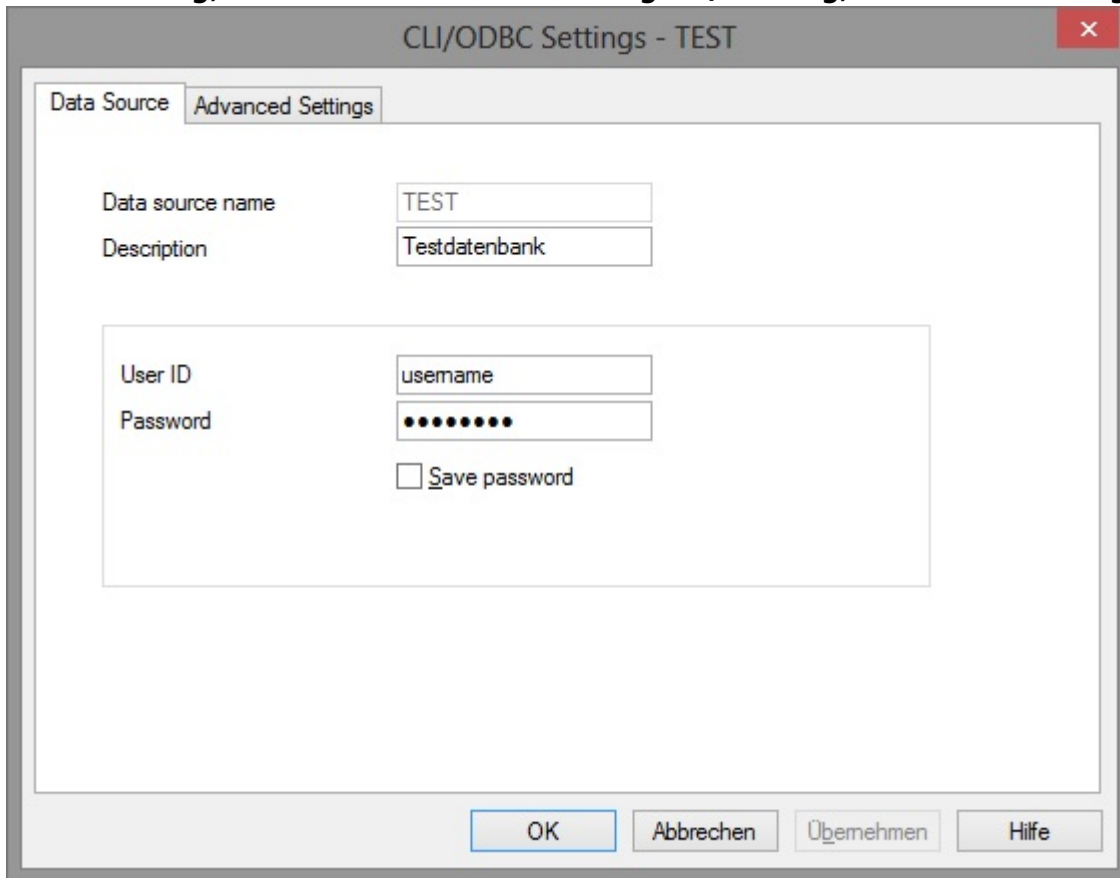 CLI/ODBC Settings - TEST
Data Source Advanced Settings
Data source name TEST
Description Testdatenbank
User ID username
Password ••••••••
Save password
OK Abbrechen Übernehmen Hilfe